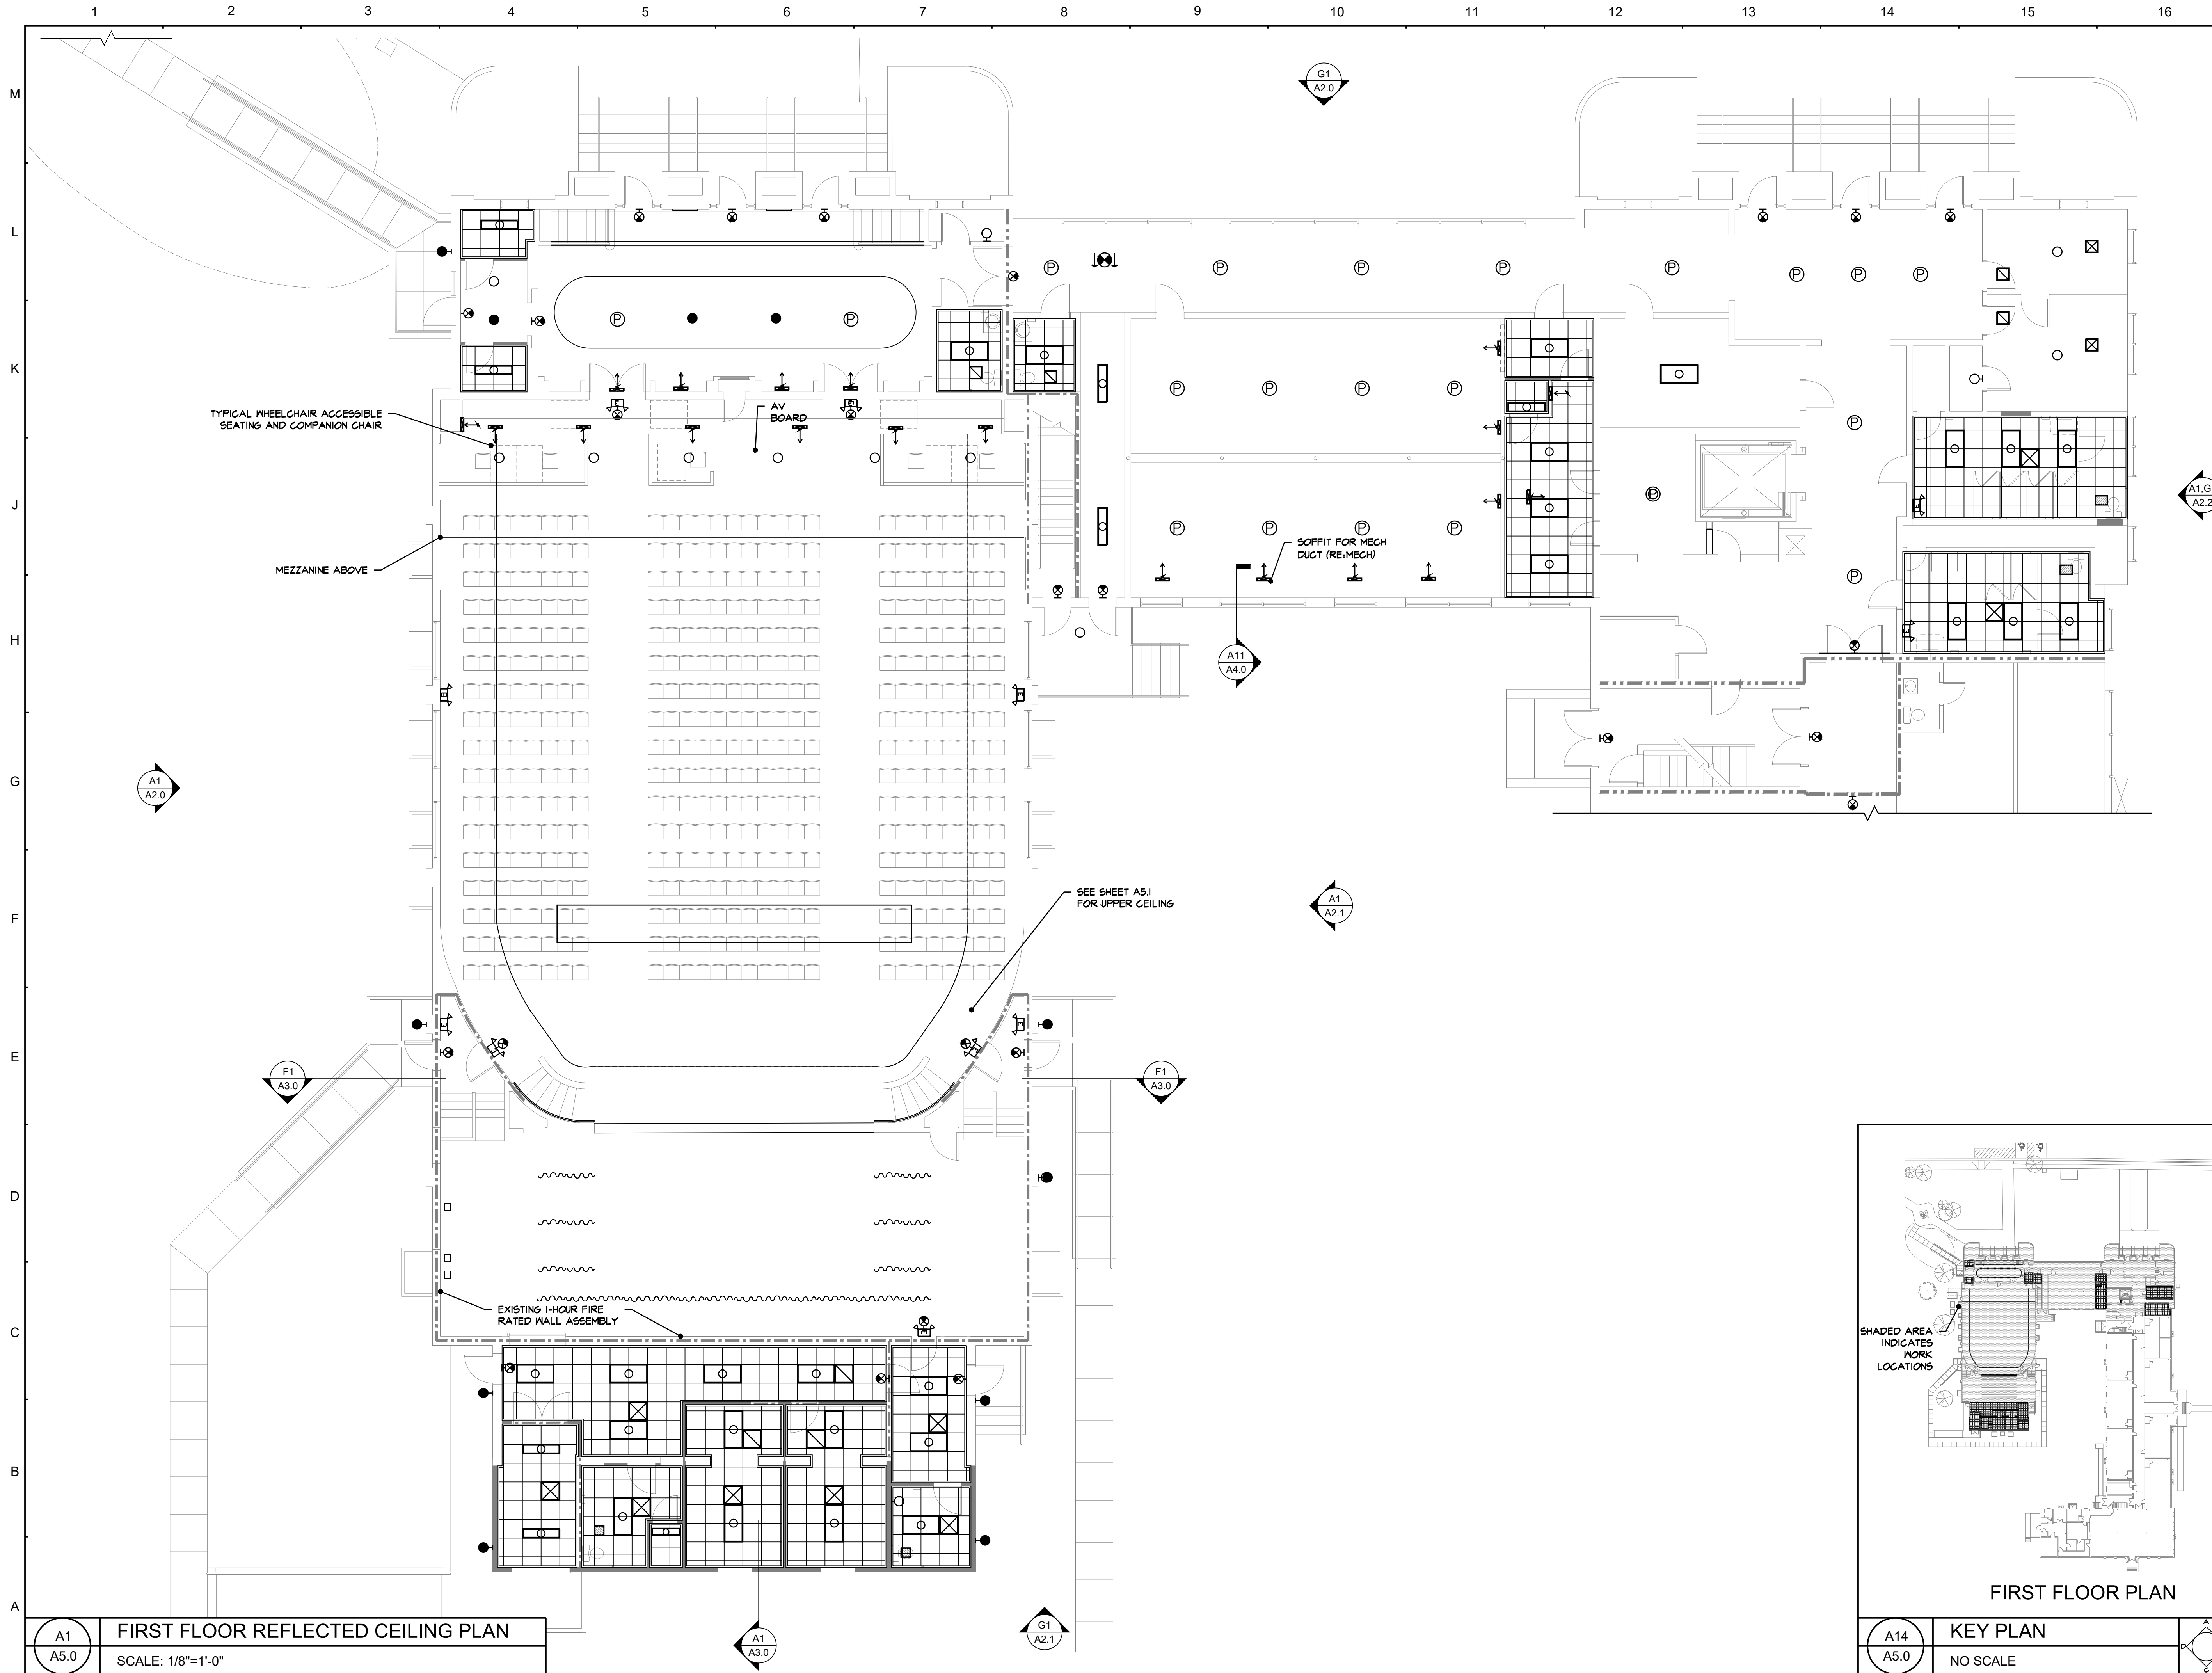 1 2 3 4 5 6 7 8 9 10 11 12 13 14 15 16
M
L
K
J
H
G
F
E
D
C
B
A
G1
A2.0
TYPICAL WHEELCHAIR ACCESSIBLE
SEATING AND COMPANION CHAIR
AV
BOARD
MEZZANINE ABOVE
SOFFIT FOR MECH
DUCT (RE:MECH)
A1,G
A2.2
A11
A4.0
A1
A2.0
SEE SHEET A5.1
FOR UPPER CEILING
A1
A2.1
F1
A3.0
F1
A3.0
EXISTING 1-HOUR FIRE
RATED WALL ASSEMBLY
A1
A3.0
G1
A2.1
A1
A5.0
FIRST FLOOR REFLECTED CEILING PLAN
SCALE: 1/8"=1'-0"
SHADED AREA
INDICATES
WORK
LOCATIONS
FIRST FLOOR PLAN
A14
A5.0
KEY PLAN
NO SCALE
P P P P P P P P
P P
P P P P
P
P
P P P P
P
E E
E E
E E
E E
E
E
E